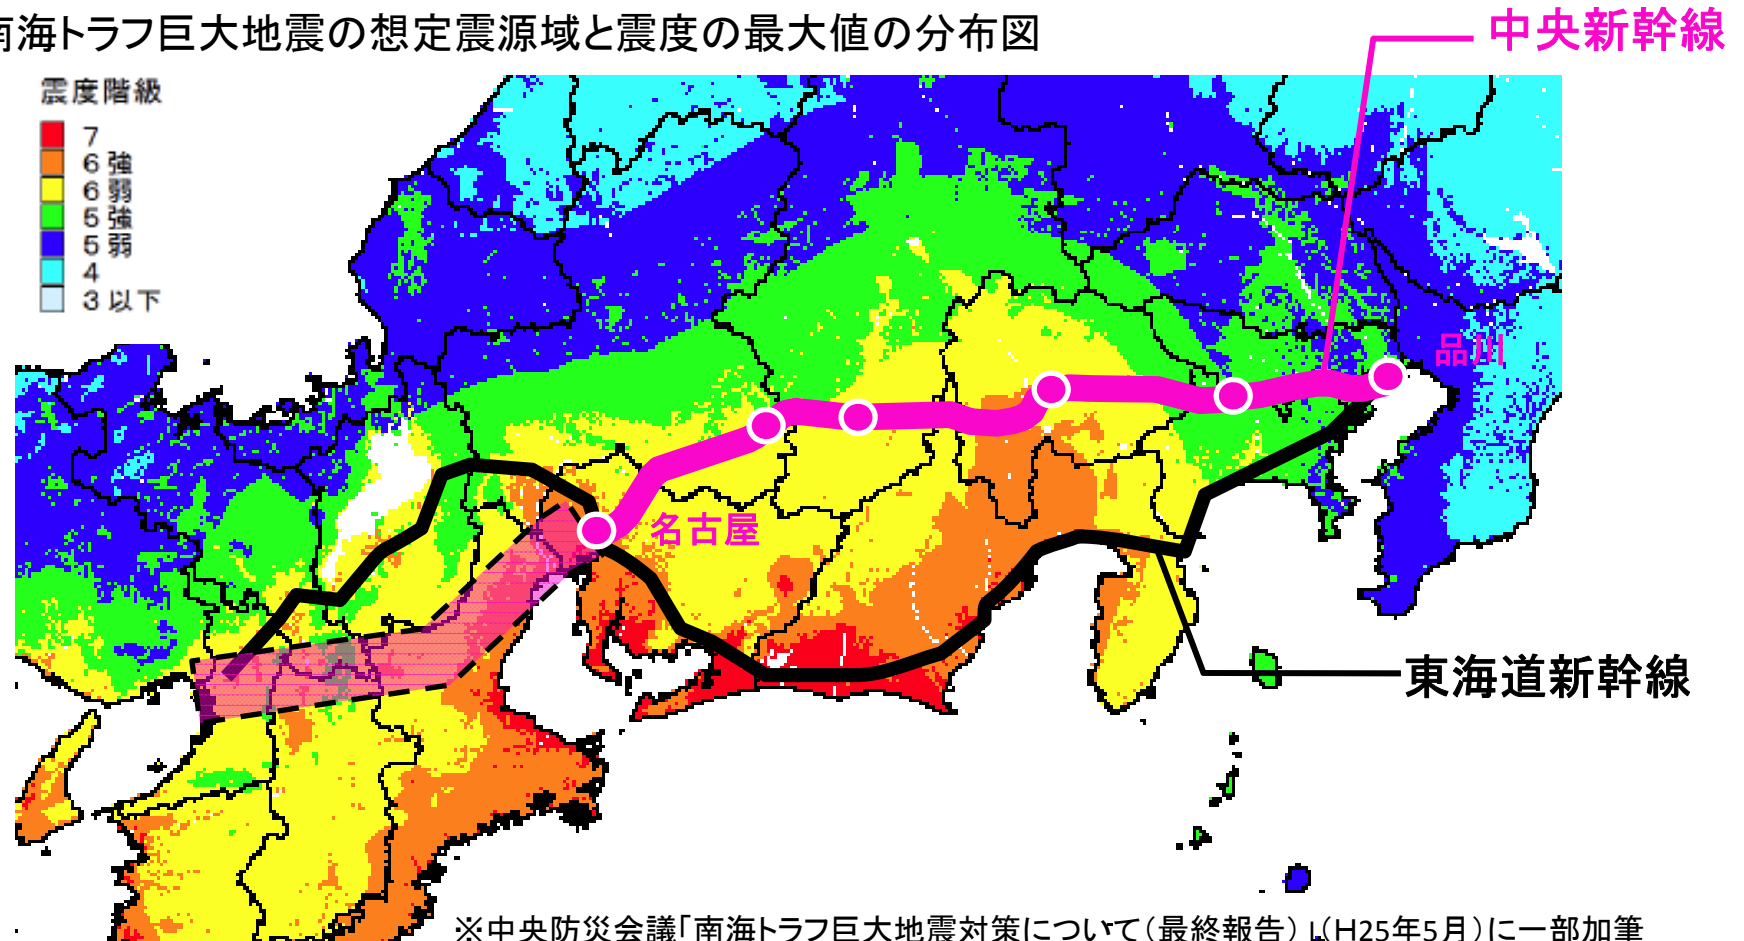 南海トラフ巨大地震の想定震源域と震度の最大値の分布図
中央新幹線
震度階級
7
6強
6弱
5強
5弱
4
3以下
品川
名古屋
東海道新幹線
※中央防災会議「南海トラフ巨大地震対策について(最終報告)」(H25年5月)に一部加筆